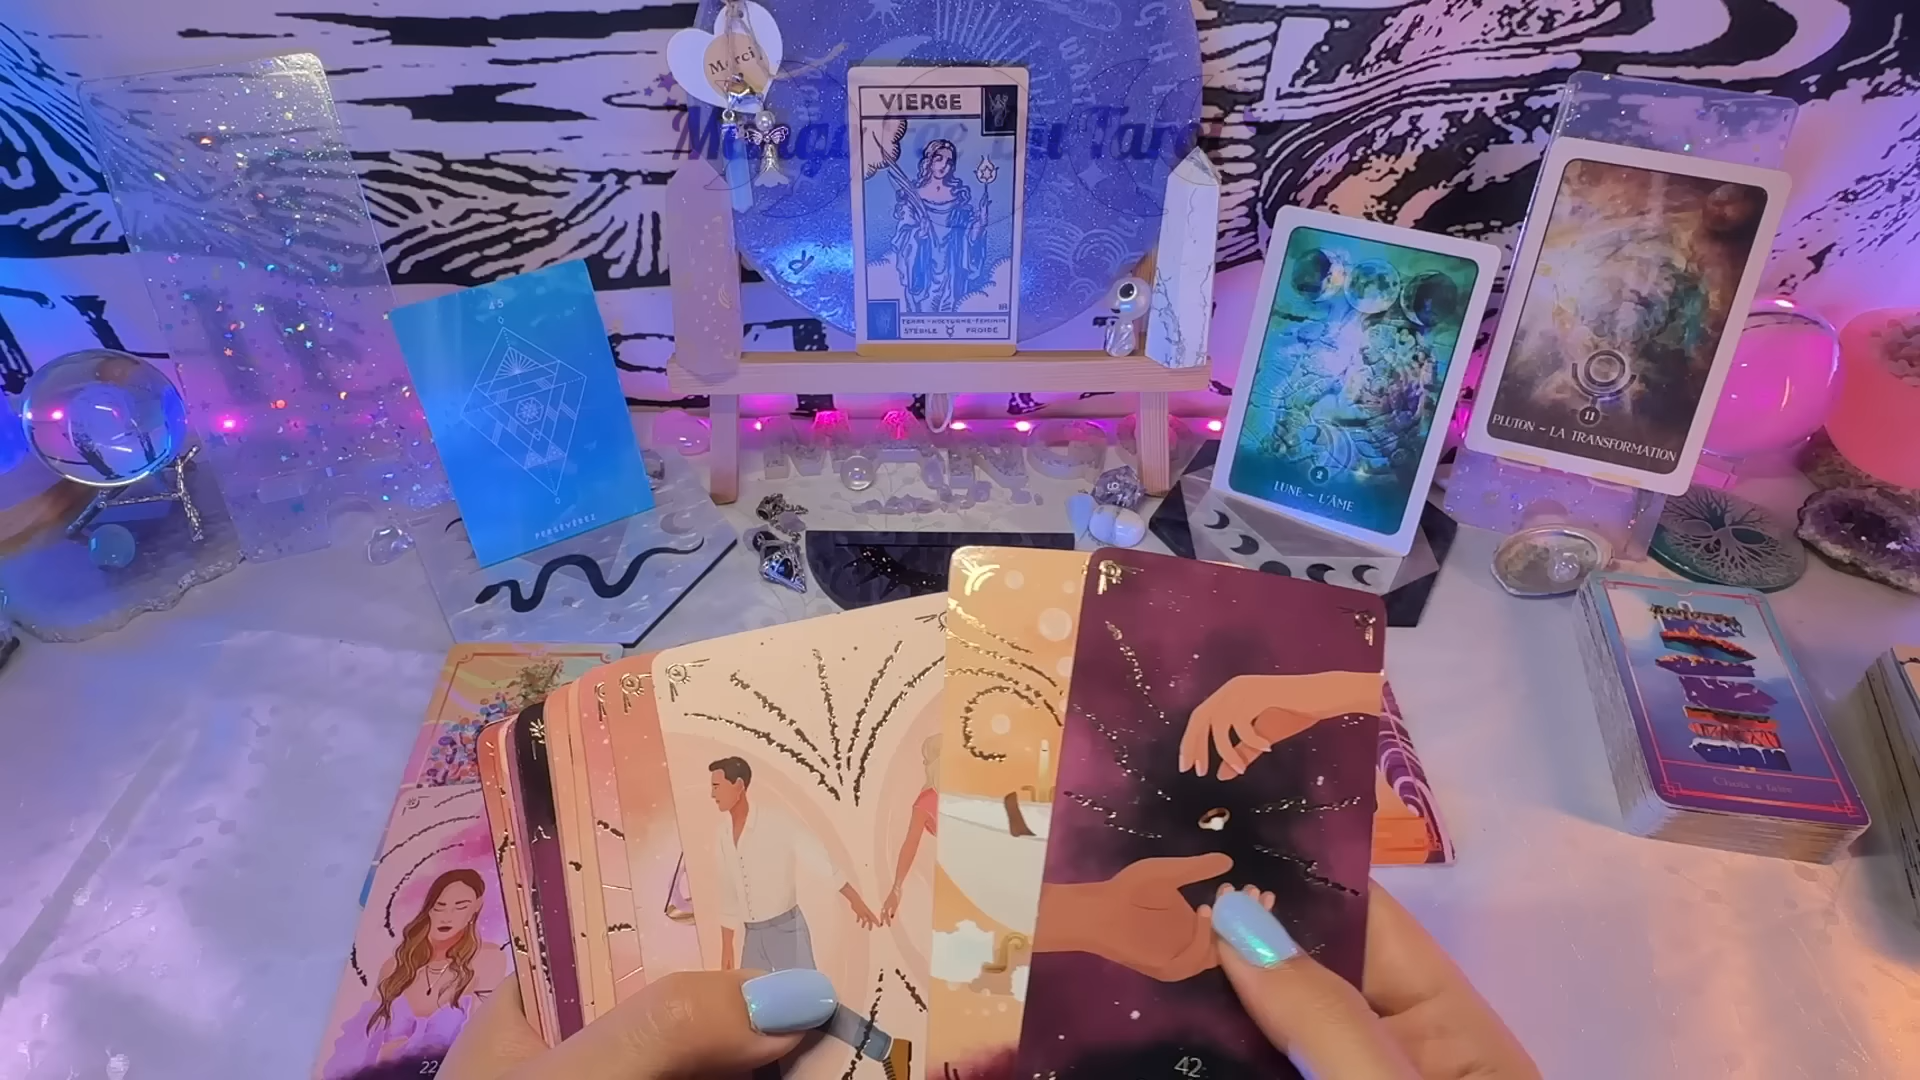 Merci
VIERGE
TERRE - NOCTURNE - FÉMININ
STÉRILE
FROIDE
45
PERSÉVÉREZ
2
LUNE ~ L'ÂME
11
PLUTON ~ LA TRANSFORMATION
22
42